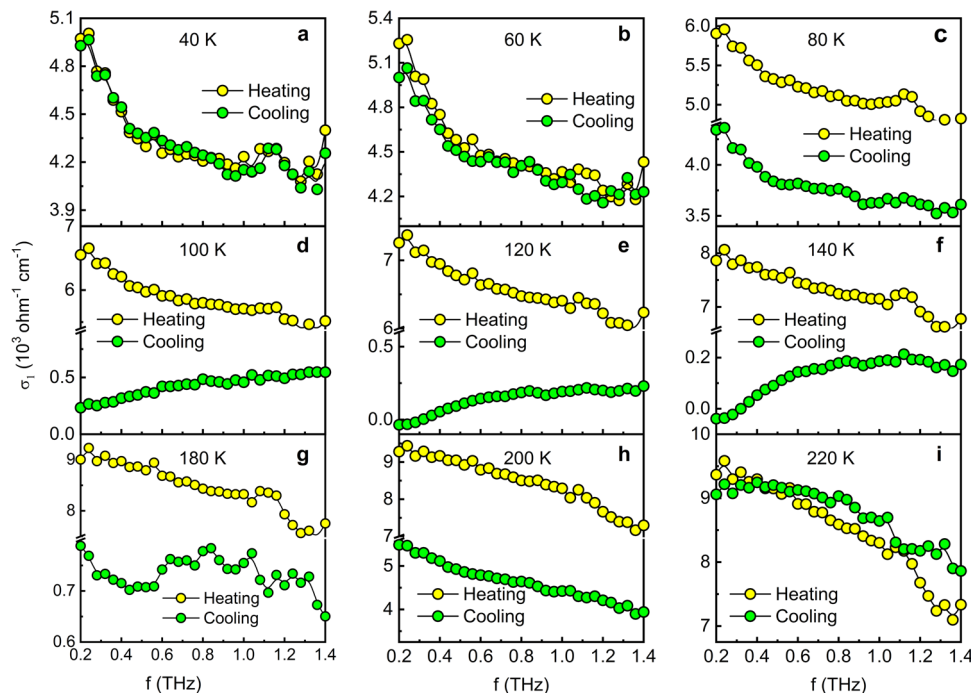 5.1
4.8
4.5
4.2
3.9
40 K
a
Heating
Cooling
5.4
5.1
4.8
4.5
4.2
60 K
b
Heating
Cooling
6.0
5.5
5.0
4.0
3.5
80 K
c
Heating
Cooling
σ₁ (10³ ohm⁻¹ cm⁻¹)
7
6
0.5
0.0
100 K
d
Heating
Cooling
7
6
0.25
0.0
120 K
e
Heating
Cooling
8
7
0.2
0.0
140 K
f
Heating
Cooling
9
8
0.7
0.6
180 K
g
Heating
Cooling
0.2 0.4 0.6 0.8 1.0 1.2 1.4
f (THz)
9
8
7
5
4
200 K
h
Heating
Cooling
0.2 0.4 0.6 0.8 1.0 1.2 1.4
f (THz)
10
9
8
7
220 K
i
Heating
Cooling
0.2 0.4 0.6 0.8 1.0 1.2 1.4
f (THz)